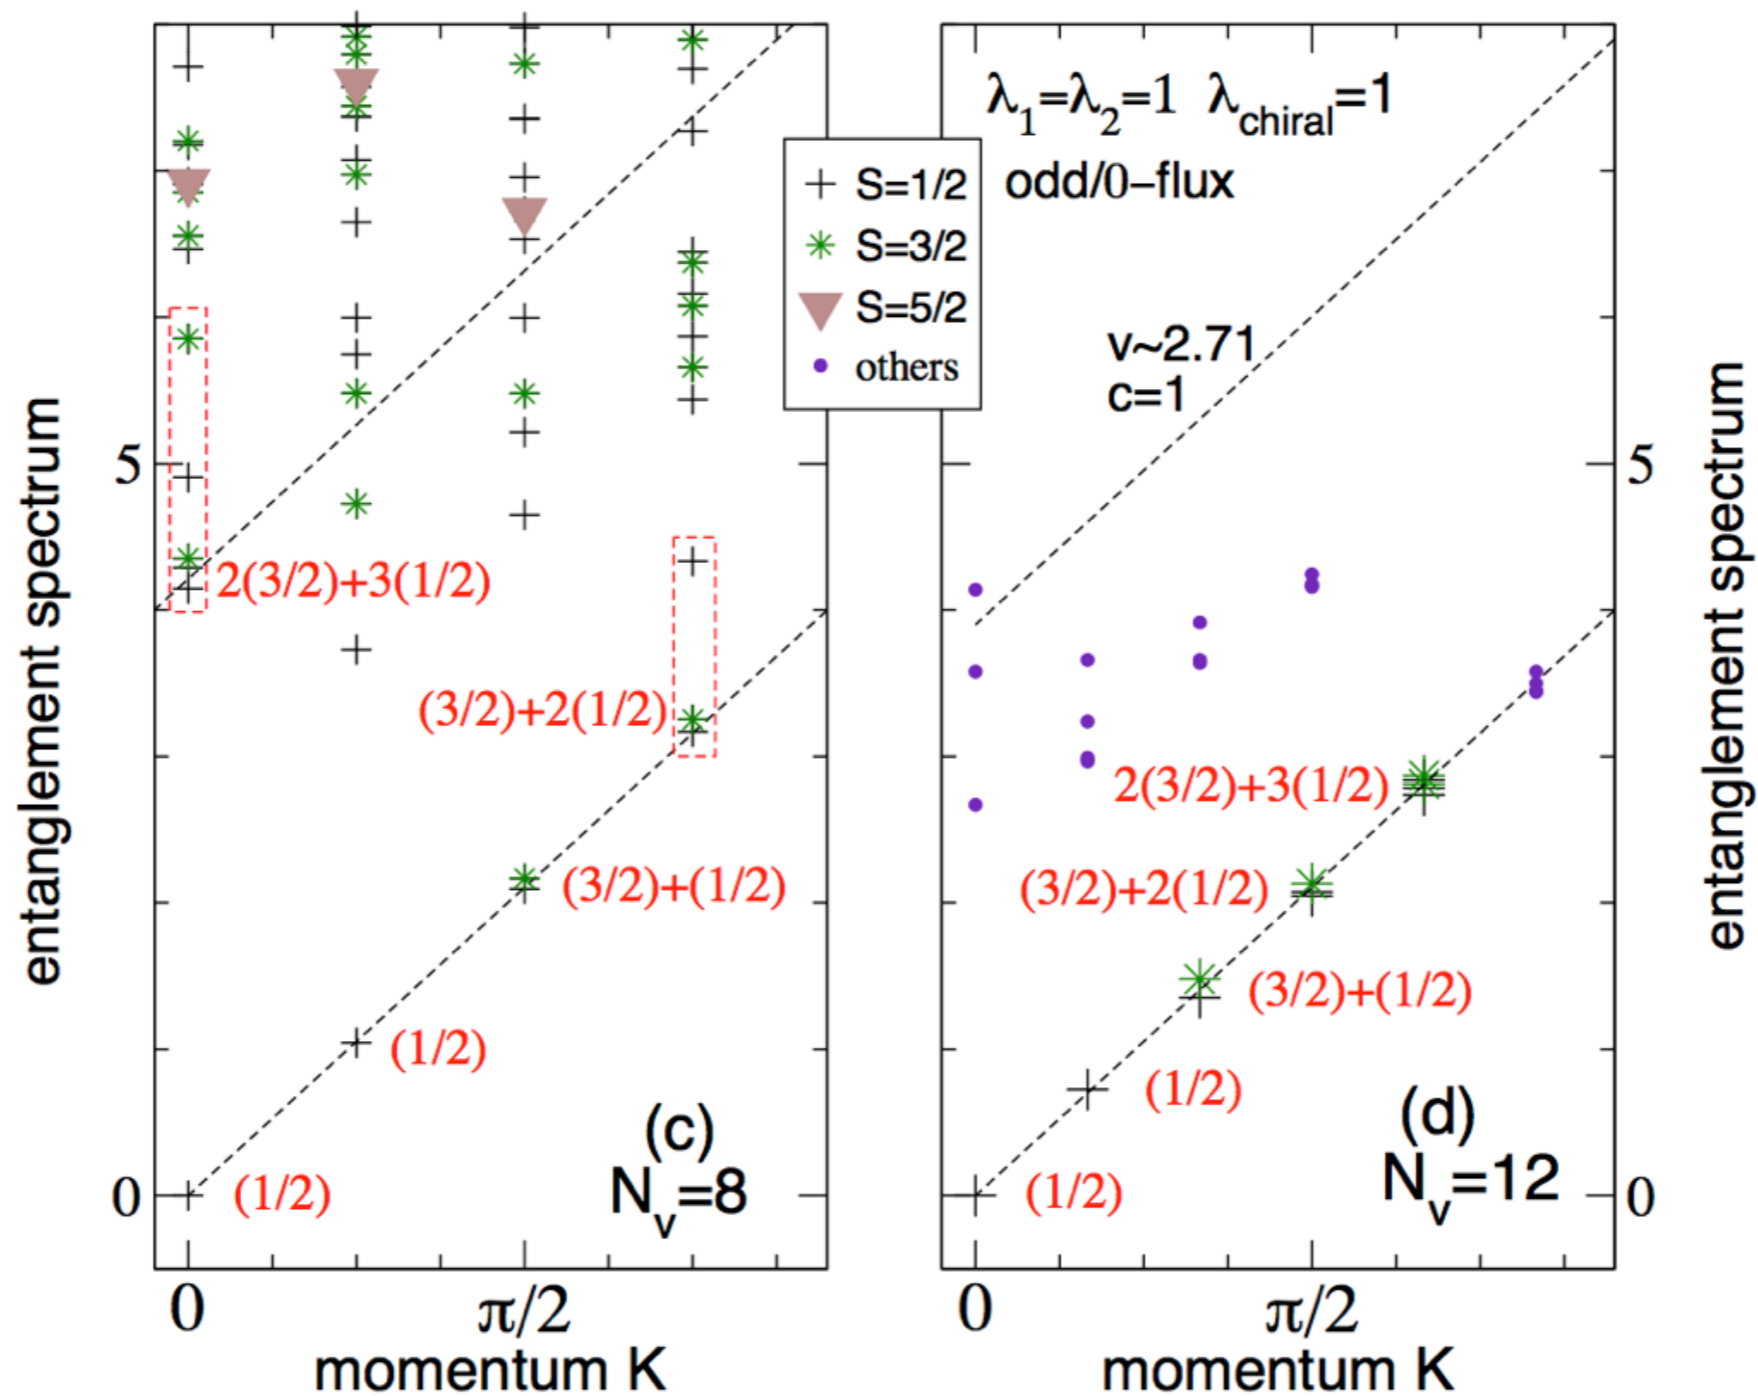 entanglement spectrum
5
0
2(3/2)+3(1/2)
(3/2)+2(1/2)
(3/2)+(1/2)
(1/2)
(1/2)
(c)
N_v=8
0
π/2
momentum K
S=1/2
S=3/2
S=5/2
others
λ₁=λ₂=1 λ_chiral=1
odd/0–flux
v~2.71
c=1
2(3/2)+3(1/2)
(3/2)+2(1/2)
(3/2)+(1/2)
(1/2)
(1/2)
(d)
N_v=12
0
π/2
momentum K
5
0
entanglement spectrum